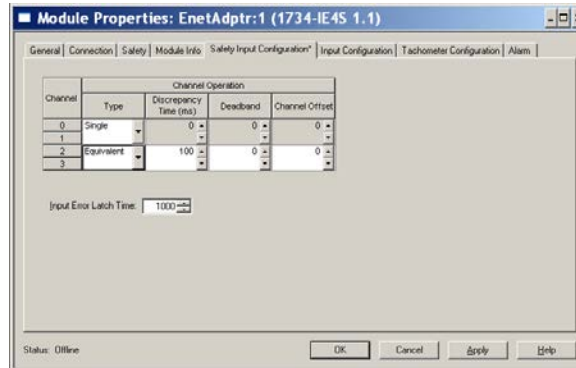 Module Properties: EnetAdptr:1 (1734-IE4S 1.1)
General Connection Safety Module Info Safety Input Configuration* Input Configuration Tachometer Configuration Alarm
Channel Operation
Channel Type Discrepancy Time (ms) Deadband Channel Offset
0 Single 0 0 0
1
2 Equivalent 100 0 0
3
Input Error Latch Time: 1000
Status: Offline OK Cancel Apply Help